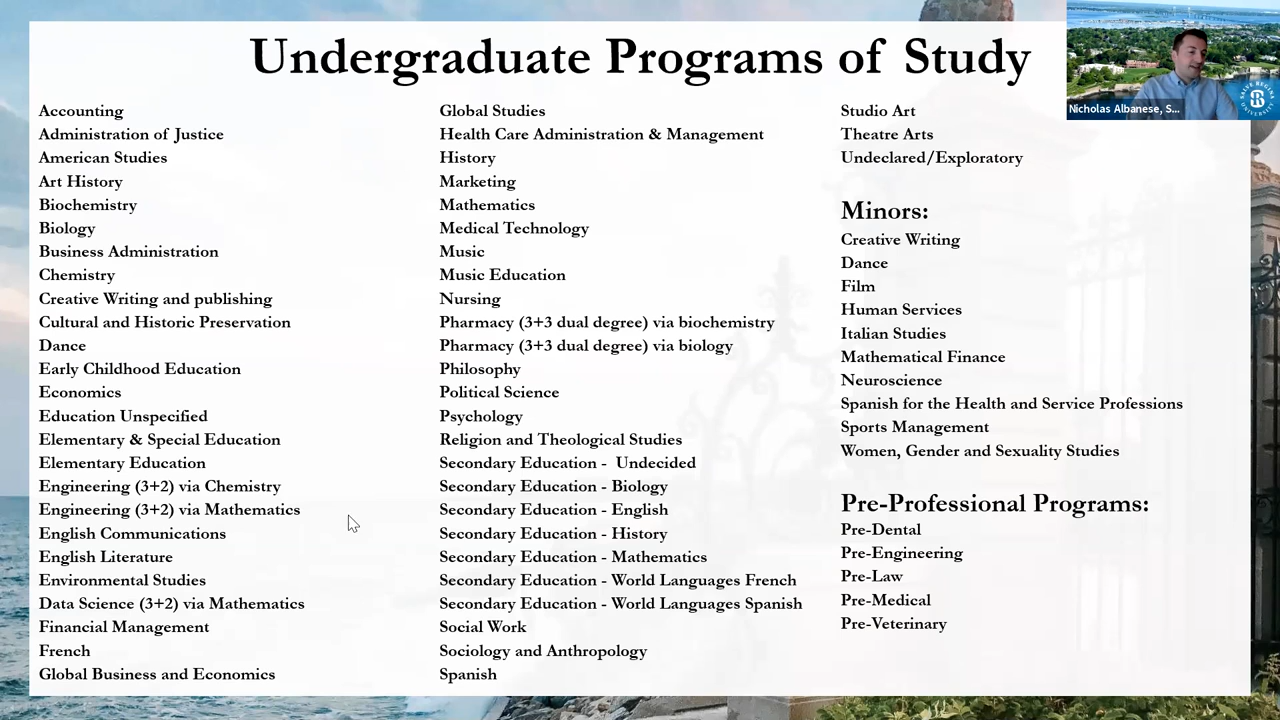 Undergraduate Programs of Study
Accounting
Administration of Justice
American Studies
Art History
Biochemistry
Biology
Business Administration
Chemistry
Creative Writing and publishing
Cultural and Historic Preservation
Dance
Early Childhood Education
Economics
Education Unspecified
Elementary & Special Education
Elementary Education
Engineering (3+2) via Chemistry
Engineering (3+2) via Mathematics
English Communications
English Literature
Environmental Studies
Data Science (3+2) via Mathematics
Financial Management
French
Global Business and Economics
Global Studies
Health Care Administration & Management
History
Marketing
Mathematics
Medical Technology
Music
Music Education
Nursing
Pharmacy (3+3 dual degree) via biochemistry
Pharmacy (3+3 dual degree) via biology
Philosophy
Political Science
Psychology
Religion and Theological Studies
Secondary Education -  Undecided
Secondary Education - Biology
Secondary Education - English
Secondary Education - History
Secondary Education - Mathematics
Secondary Education - World Languages French
Secondary Education - World Languages Spanish
Social Work
Sociology and Anthropology
Spanish
Studio Art
Theatre Arts
Undeclared/Exploratory
Minors:
Creative Writing
Dance
Film
Human Services
Italian Studies
Mathematical Finance
Neuroscience
Spanish for the Health and Service Professions
Sports Management
Women, Gender and Sexuality Studies
Pre-Professional Programs:
Pre-Dental
Pre-Engineering
Pre-Law
Pre-Medical
Pre-Veterinary
Nicholas Albanese, S...
SALVE REGINA
UNIVERSITY